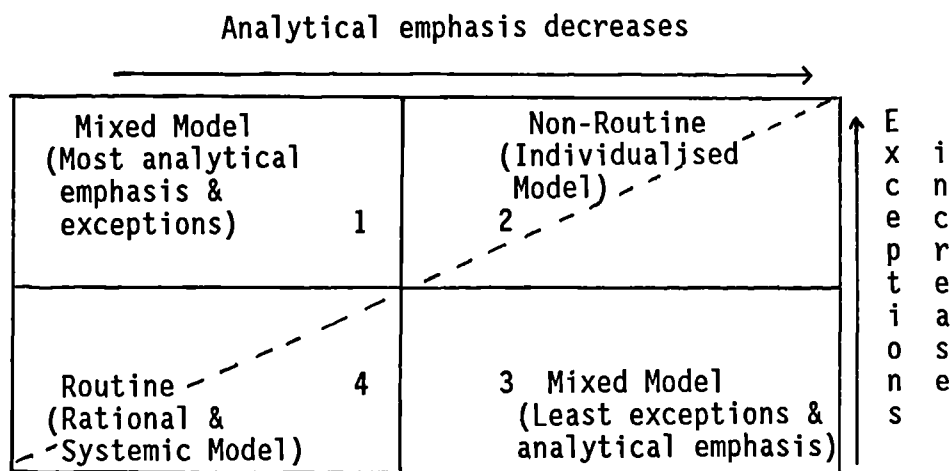 Analytical emphasis decreases
Mixed Model
(Most analytical
emphasis &
exceptions)
1
Non-Routine
(Individualised
Model)
2
Routine
(Rational &
Systemic Model)
4
3 Mixed Model
(Least exceptions &
analytical emphasis)
Exceptions
increase